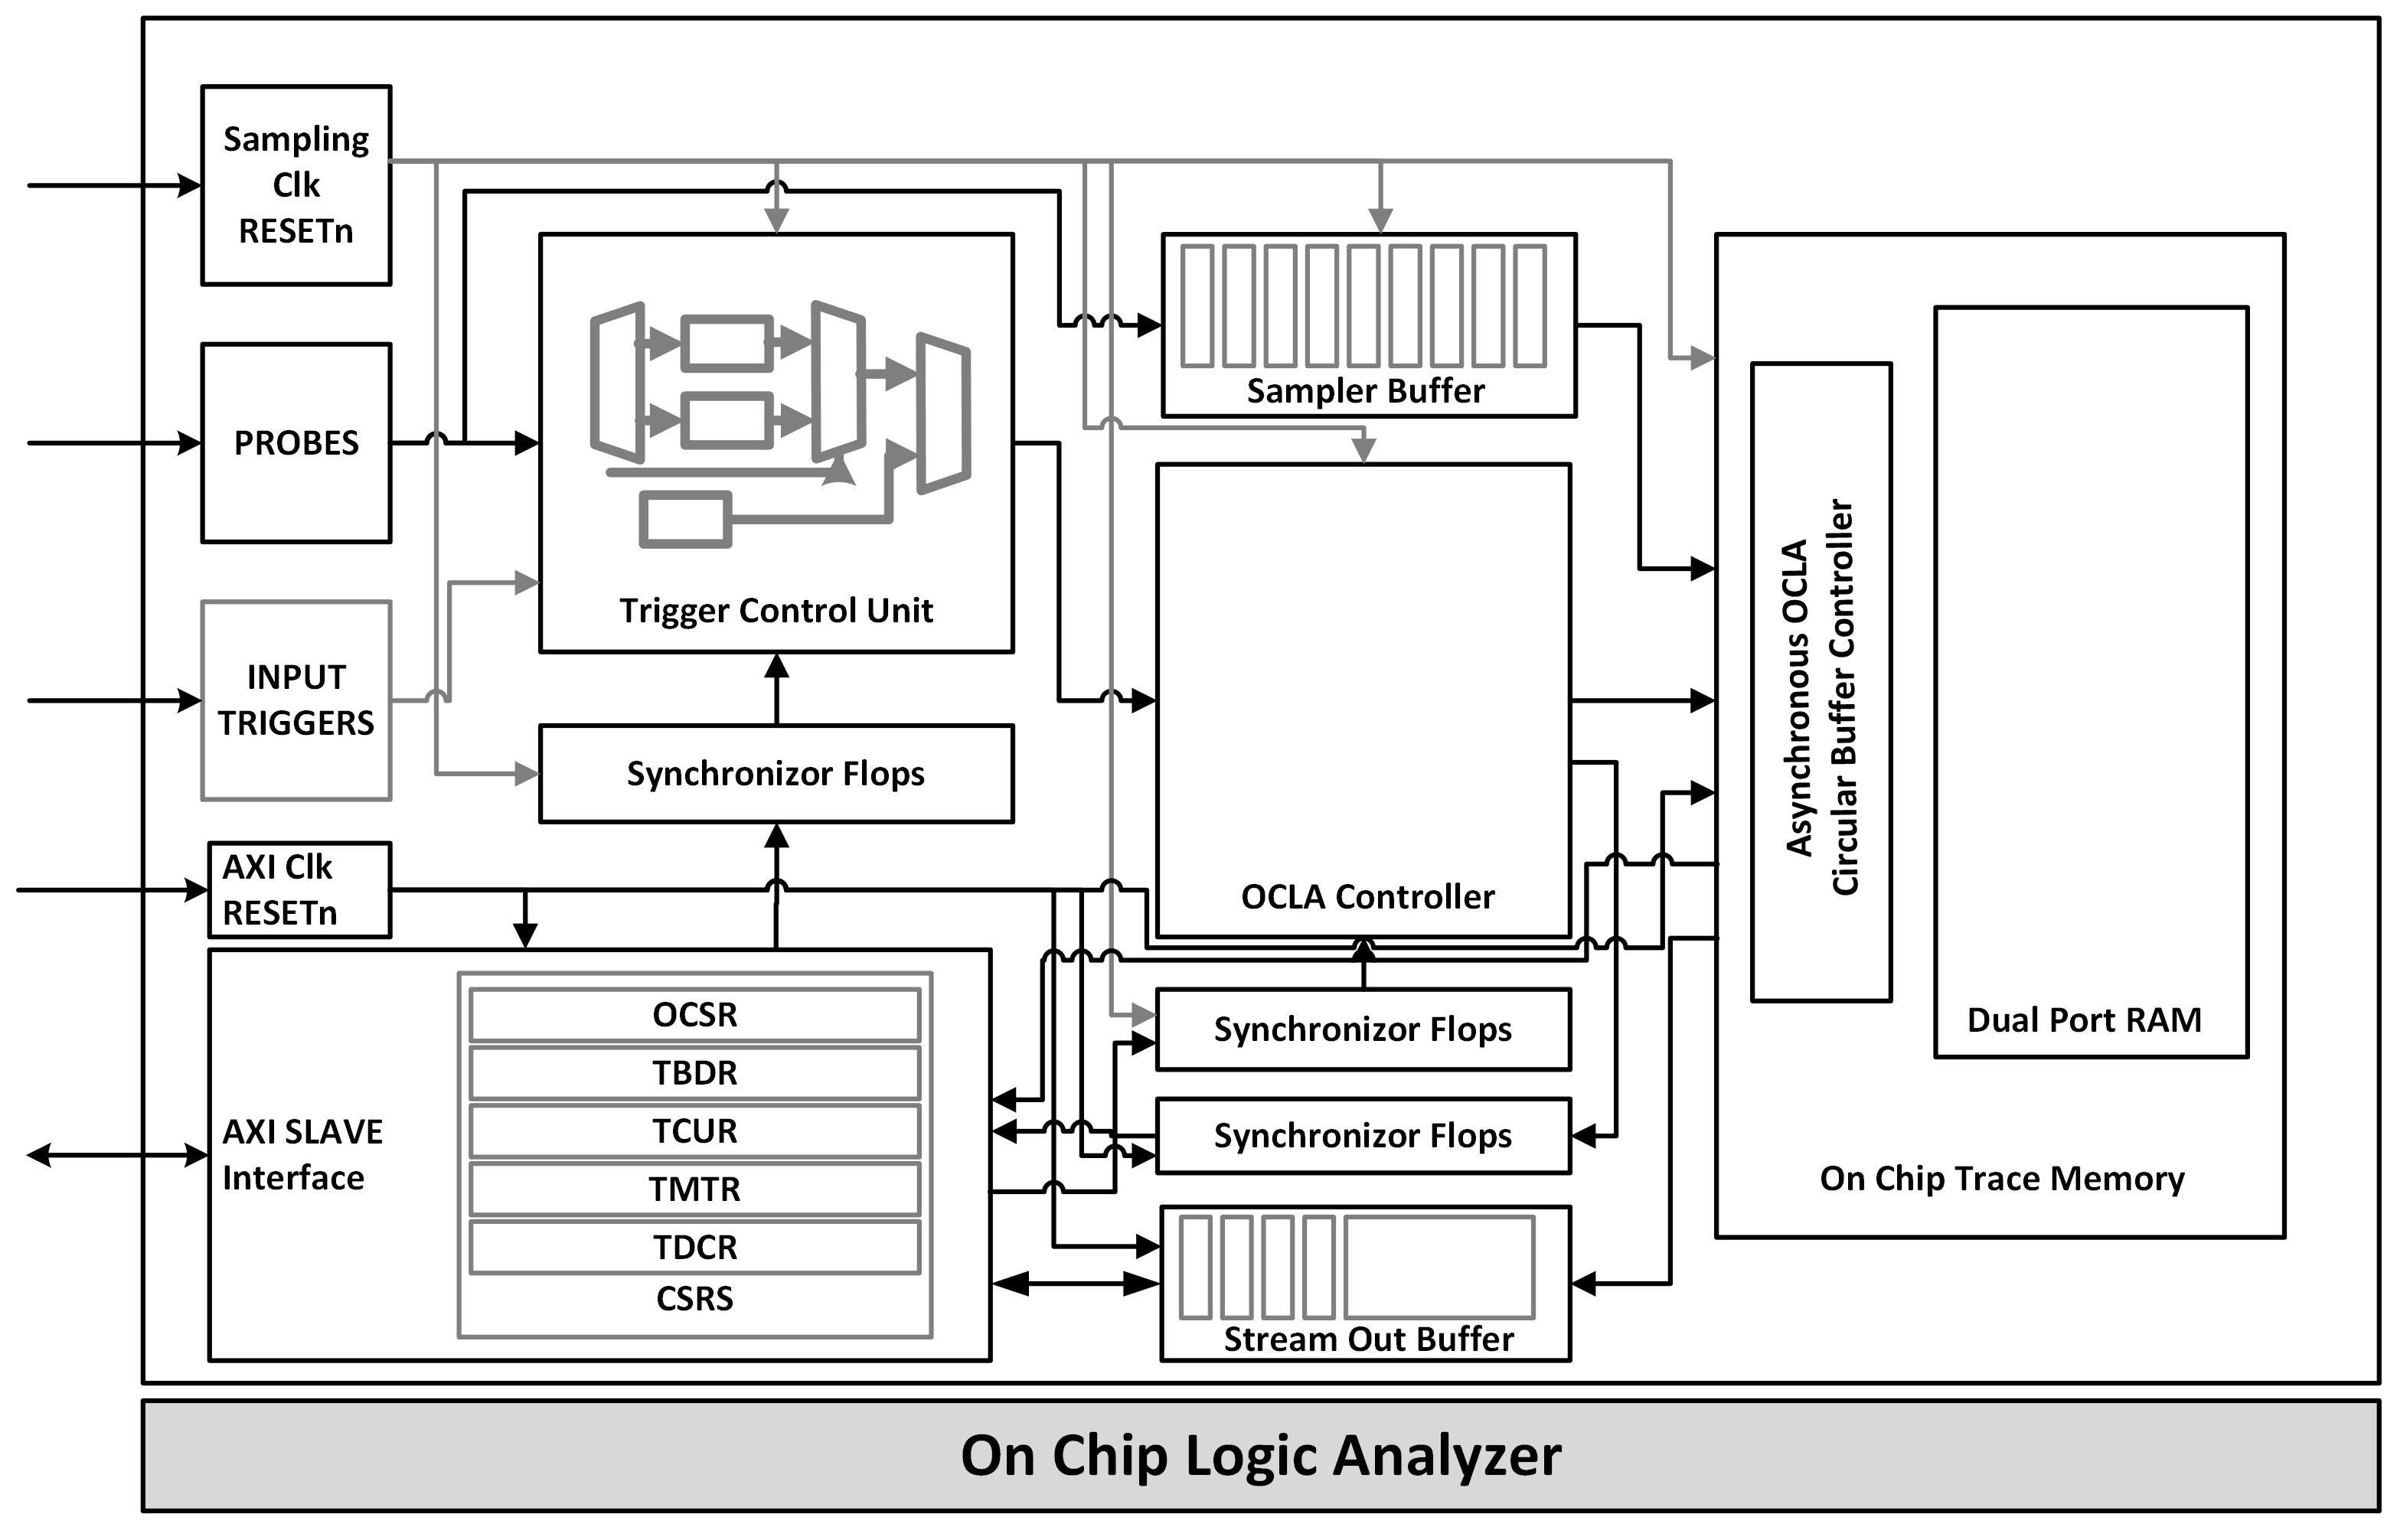 Sampling
Clk
RESETn
PROBES
INPUT
TRIGGERS
AXI Clk
RESETn
AXI SLAVE
Interface
OCSR
TBDR
TCUR
TMTR
TDCR
CSRS
Trigger Control Unit
Synchronizor Flops
Sampler Buffer
OCLA Controller
Synchronizor Flops
Synchronizor Flops
Stream Out Buffer
Asynchronous OCLA
Circular Buffer Controller
Dual Port RAM
On Chip Trace Memory
On Chip Logic Analyzer